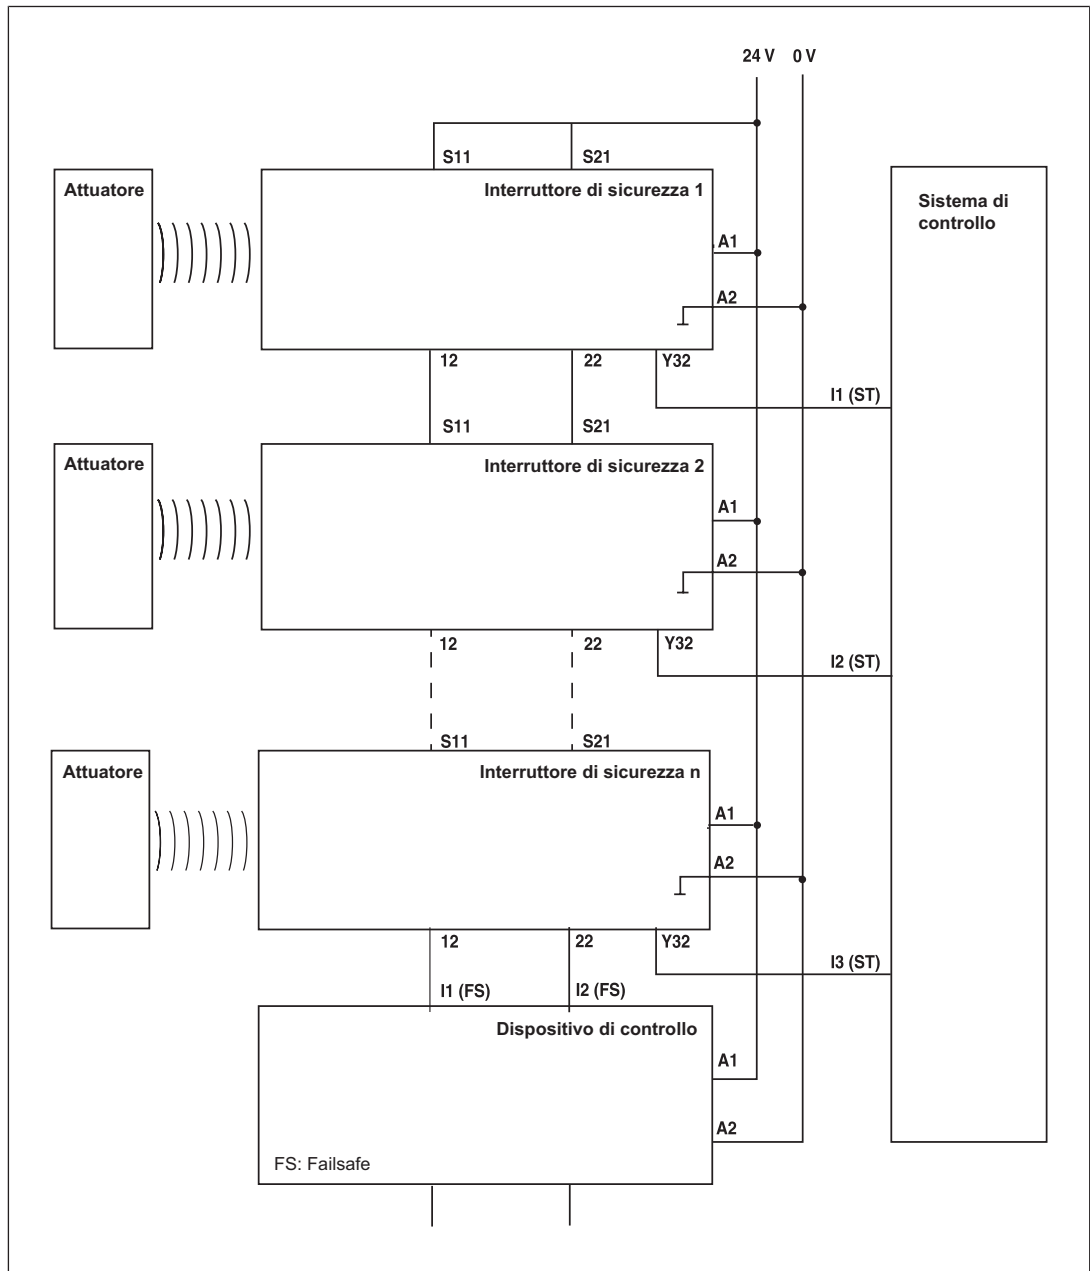 24 V 0 V
S11 S21
Attuatore
Interruttore di sicurezza 1
Sistema di
controllo
A1
A2
12 22 Y32
I1 (ST)
S11 S21
Attuatore
Interruttore di sicurezza 2
A1
A2
12 22 Y32
I2 (ST)
S11 S21
Attuatore
Interruttore di sicurezza n
A1
A2
12 22 Y32
I3 (ST)
I1 (FS) I2 (FS)
Dispositivo di controllo
A1
A2
FS: Failsafe